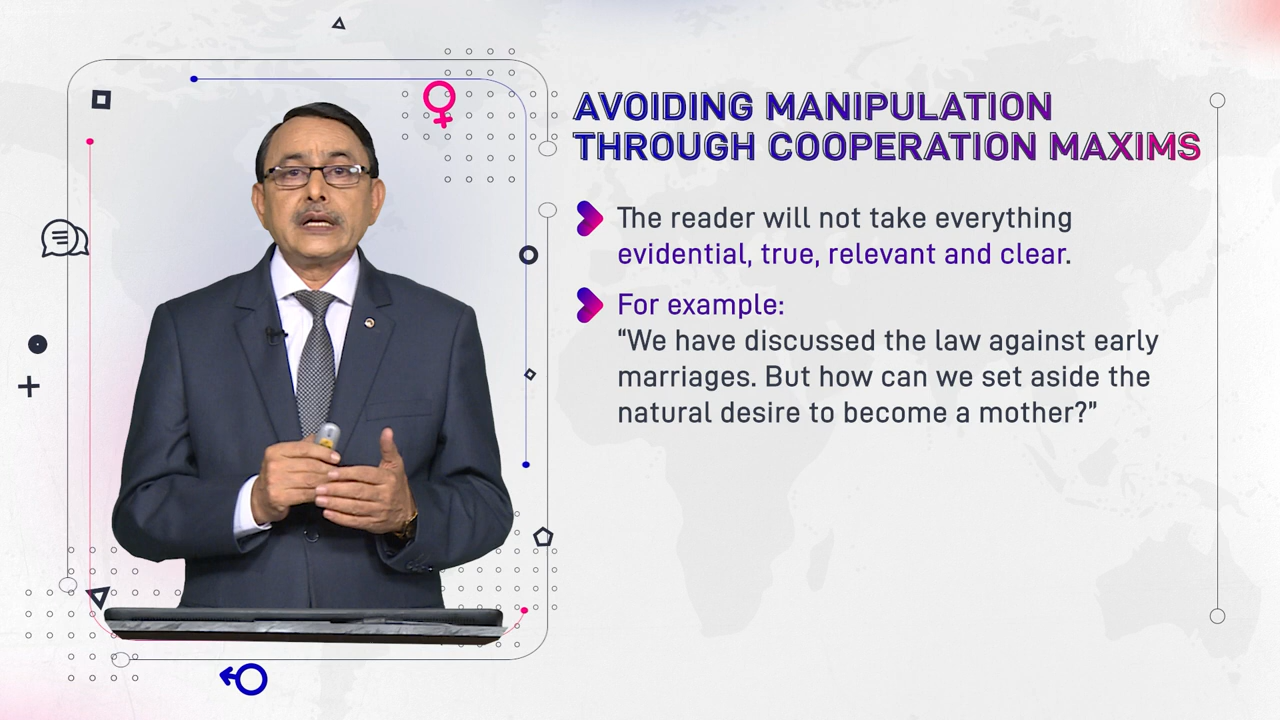 AVOIDING MANIPULATION
THROUGH COOPERATION MAXIMS
The reader will not take everything
evidential, true, relevant and clear.
For example:
“We have discussed the law against early
marriages. But how can we set aside the
natural desire to become a mother?”